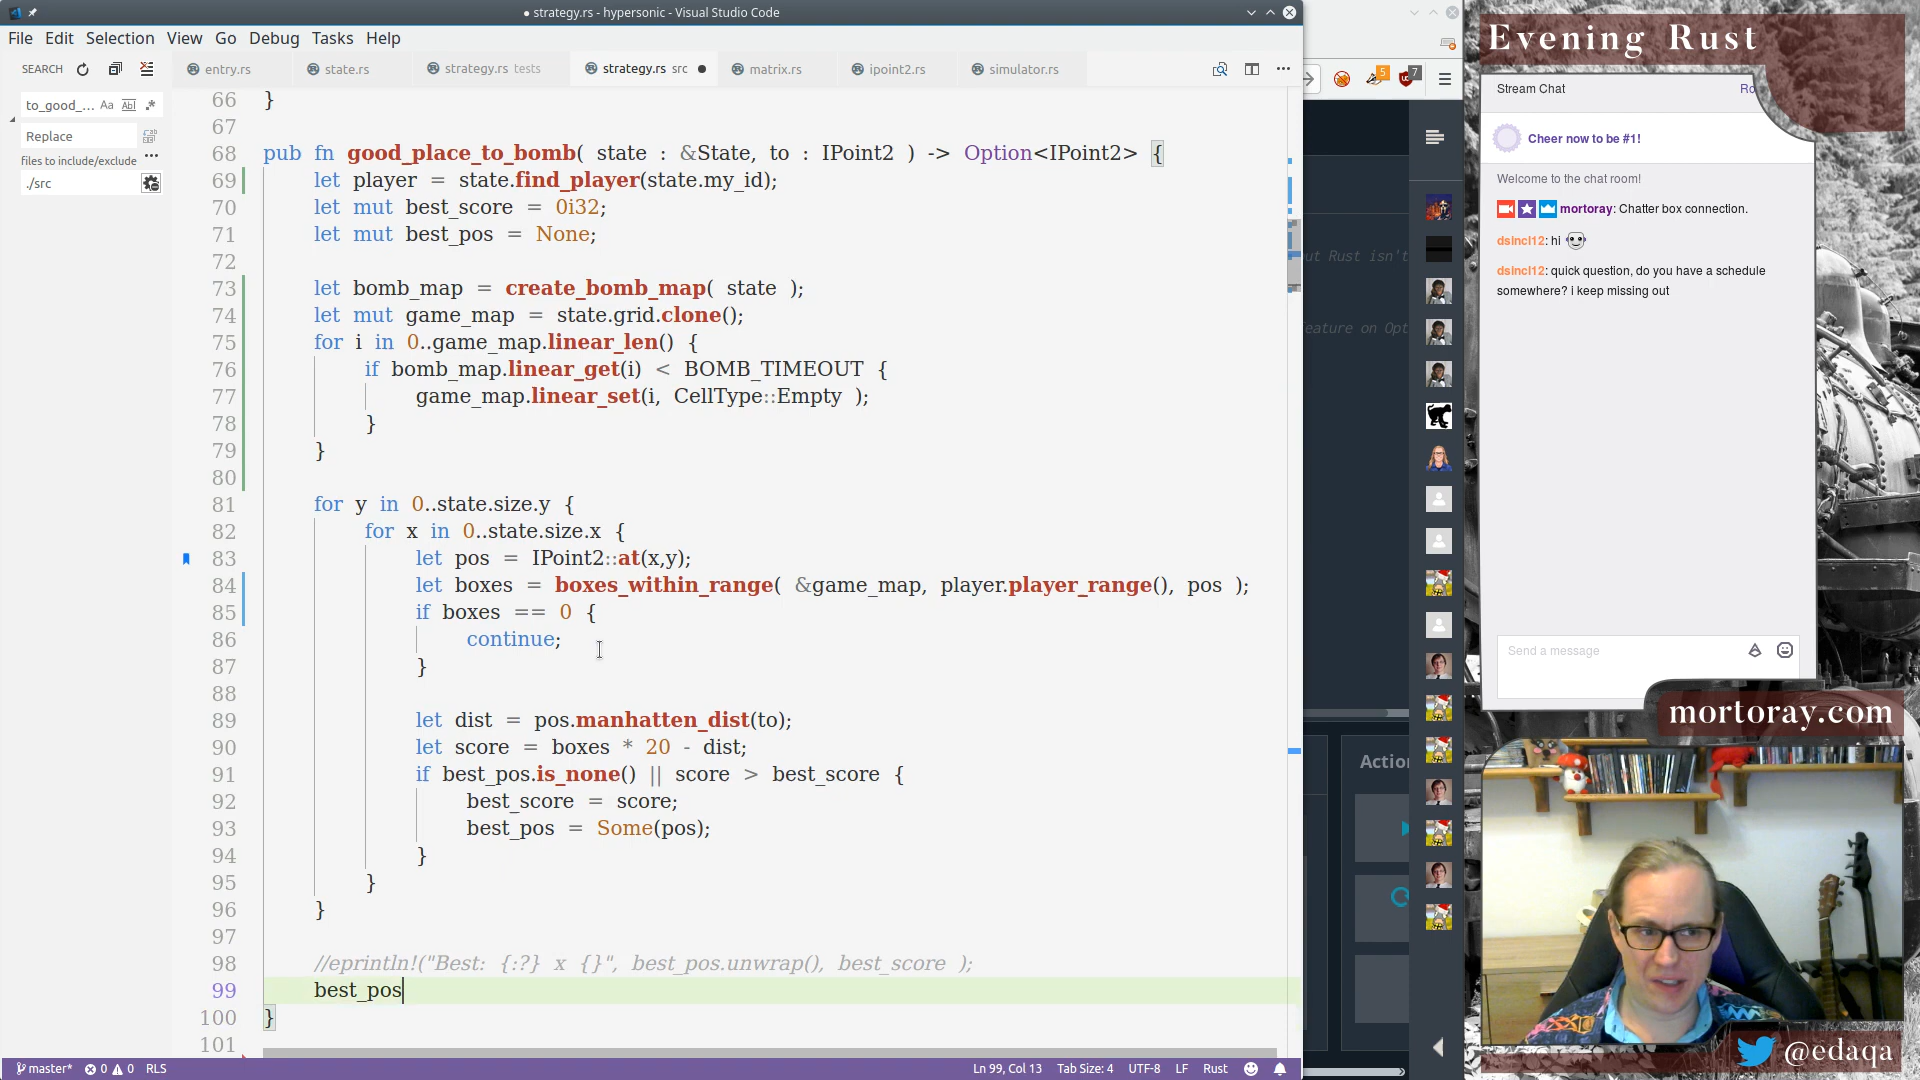 ● strategy.rs - hypersonic - Visual Studio Code
File Edit Selection View Go Debug Tasks Help
SEARCH
entry.rs
state.rs
strategy.rs tests
strategy.rs src ●
matrix.rs
ipoint2.rs
simulator.rs
to_good_...
Replace
files to include/exclude
./src
66 }
67
68 pub fn good_place_to_bomb( state : &State, to : IPoint2 ) -> Option<IPoint2> {
69 let player = state.find_player(state.my_id);
70 let mut best_score = 0i32;
71 let mut best_pos = None;
72
73 let bomb_map = create_bomb_map( state );
74 let mut game_map = state.grid.clone();
75 for i in 0..game_map.linear_len() {
76 if bomb_map.linear_get(i) < BOMB_TIMEOUT {
77 game_map.linear_set(i, CellType::Empty );
78 }
79 }
80
81 for y in 0..state.size.y {
82 for x in 0..state.size.x {
83 let pos = IPoint2::at(x,y);
84 let boxes = boxes_within_range( &game_map, player.player_range(), pos );
85 if boxes == 0 {
86 continue;
87 }
88
89 let dist = pos.manhatten_dist(to);
90 let score = boxes * 20 - dist;
91 if best_pos.is_none() || score > best_score {
92 best_score = score;
93 best_pos = Some(pos);
94 }
95 }
96 }
97
98 //eprintln!("Best: {:?} x {}", best_pos.unwrap(), best_score );
99 best_pos
100 }
101
master* 0 0 RLS
Ln 99, Col 13 Tab Size: 4 UTF-8 LF Rust
5
7
out Rust isn't
feature on Opt
Action
Evening Rust
Stream Chat
Ro
Cheer now to be #1!
Welcome to the chat room!
mortoray: Chatter box connection.
dsincl12: hi
dsincl12: quick question, do you have a schedule
somewhere? i keep missing out
Send a message
mortoray.com
@edaqa